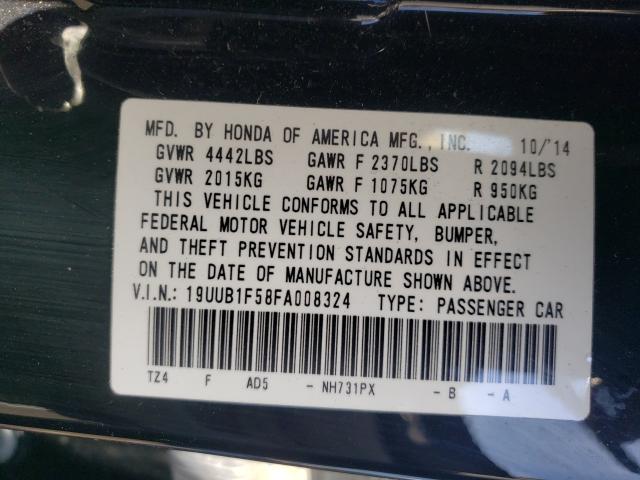 MFD. BY HONDA OF AMERICA MFG., INC. 10/'14
GVWR 4442LBS GAWR F 2370LBS R 2094LBS
GVWR 2015KG GAWR F 1075KG R 950KG
THIS VEHICLE CONFORMS TO ALL APPLICABLE
FEDERAL MOTOR VEHICLE SAFETY, BUMPER,
AND THEFT PREVENTION STANDARDS IN EFFECT
ON THE DATE OF MANUFACTURE SHOWN ABOVE.
V.I.N.: 19UUB1F58FA008324 TYPE: PASSENGER CAR
TZ4 F AD5 - NH731PX - B - A